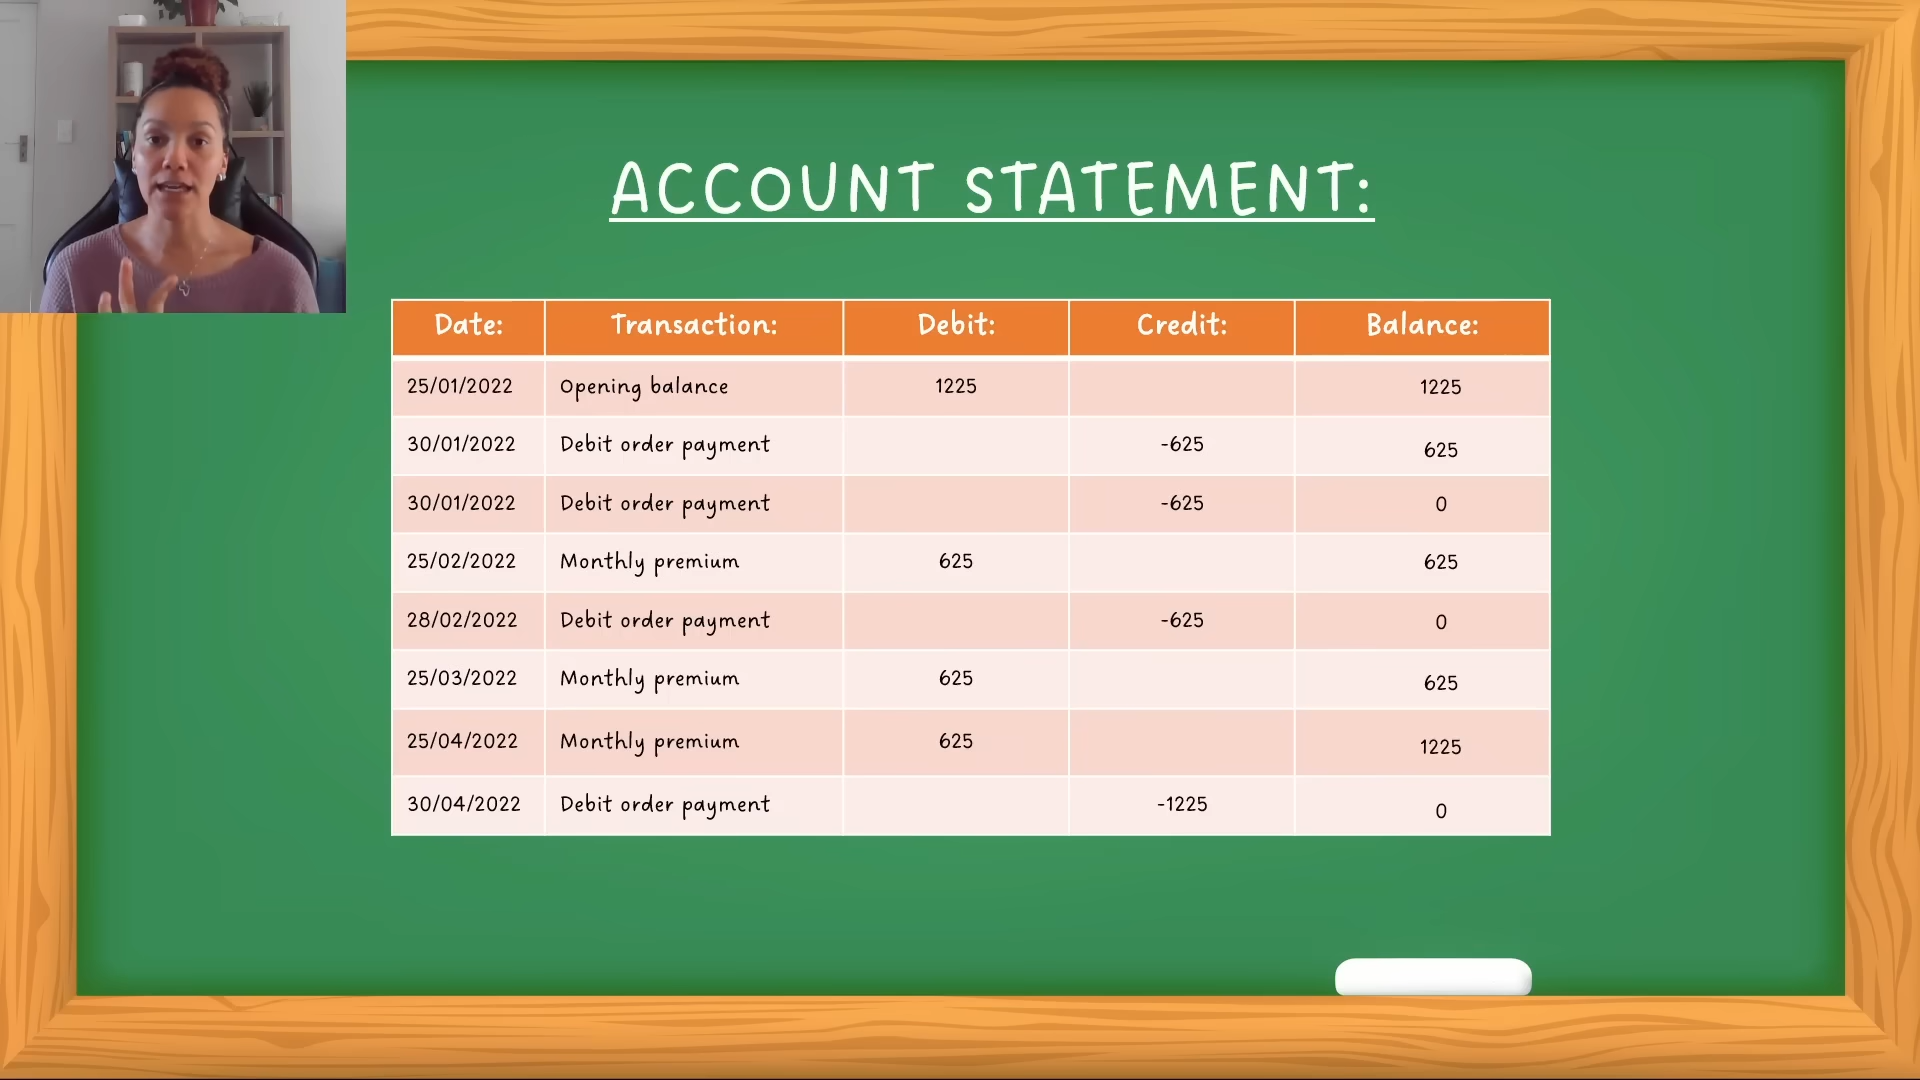 ACCOUNT STATEMENT:
Date: Transaction: Debit: Credit: Balance:
25/01/2022 Opening balance 1225 1225
30/01/2022 Debit order payment -625 625
30/01/2022 Debit order payment -625 0
25/02/2022 Monthly premium 625 625
28/02/2022 Debit order payment -625 0
25/03/2022 Monthly premium 625 625
25/04/2022 Monthly premium 625 1225
30/04/2022 Debit order payment -1225 0